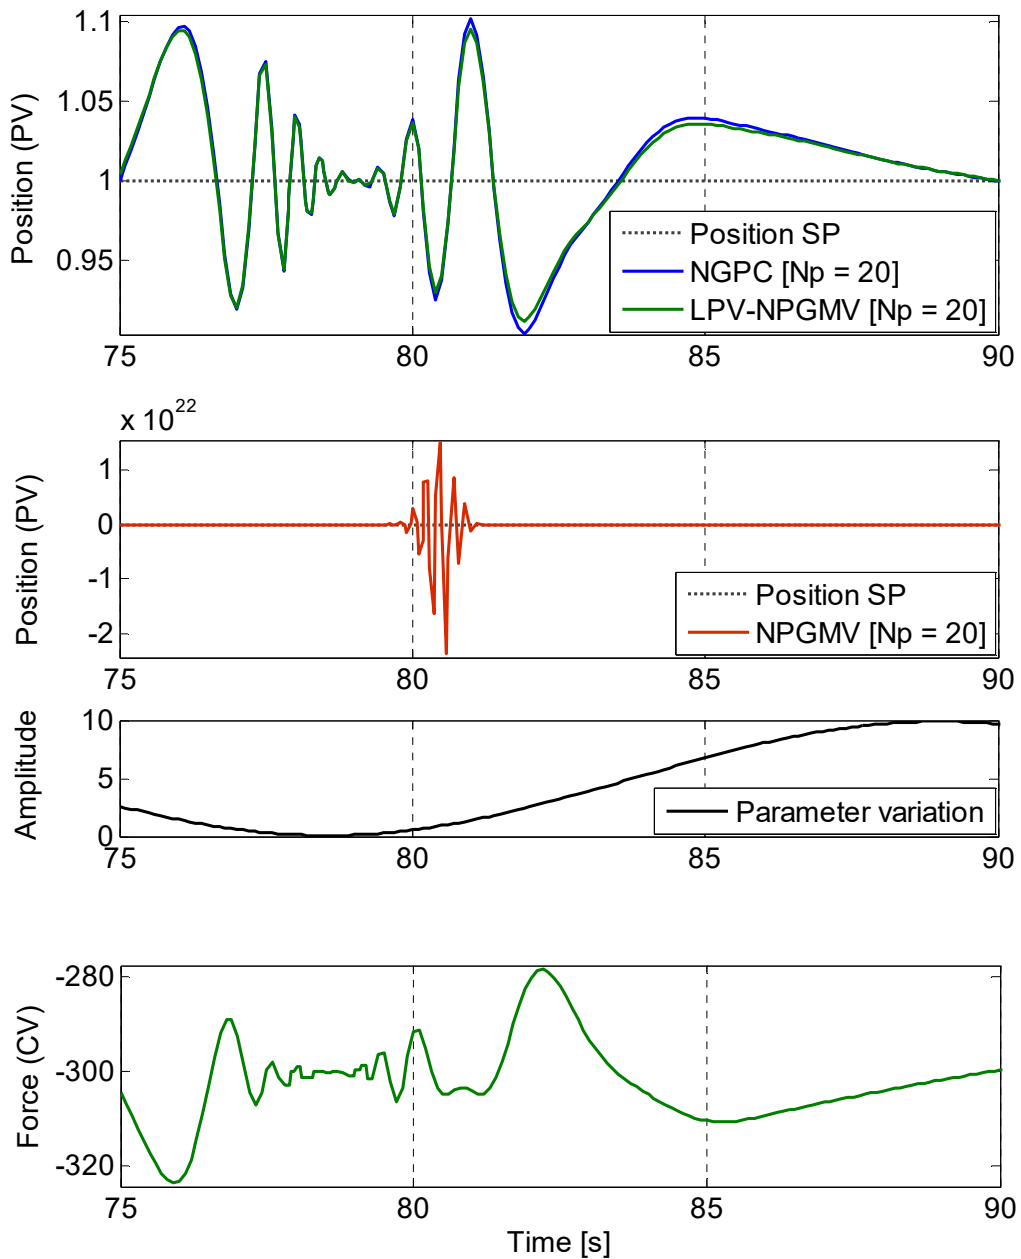 1.1
1.05
1
0.95
Position (PV)
Position SP
NGPC [Np = 20]
LPV-NPGMV [Np = 20]
75 80 85 90
x 10^22
1
0
-1
-2
Position (PV)
Position SP
NPGMV [Np = 20]
75 80 85 90
10
5
0
Amplitude
Parameter variation
75 80 85 90
-280
-300
-320
Force (CV)
75 80 85 90
Time [s]